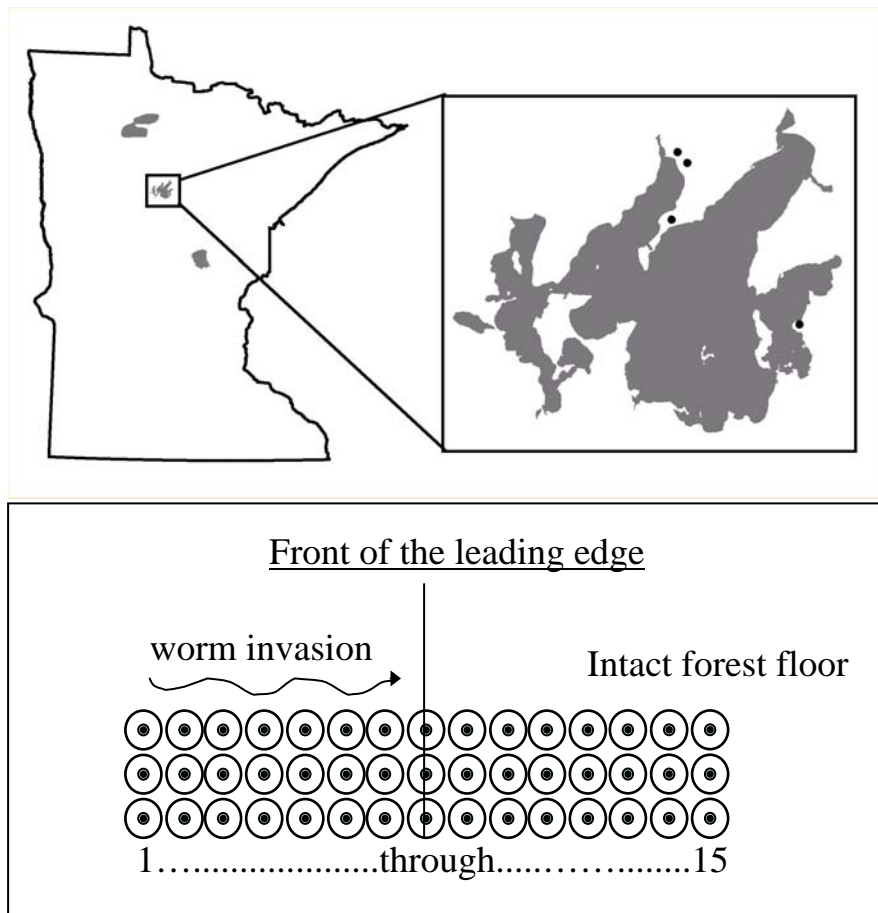 Front of the leading edge
worm invasion
Intact forest floor
1…......................through.....……........15